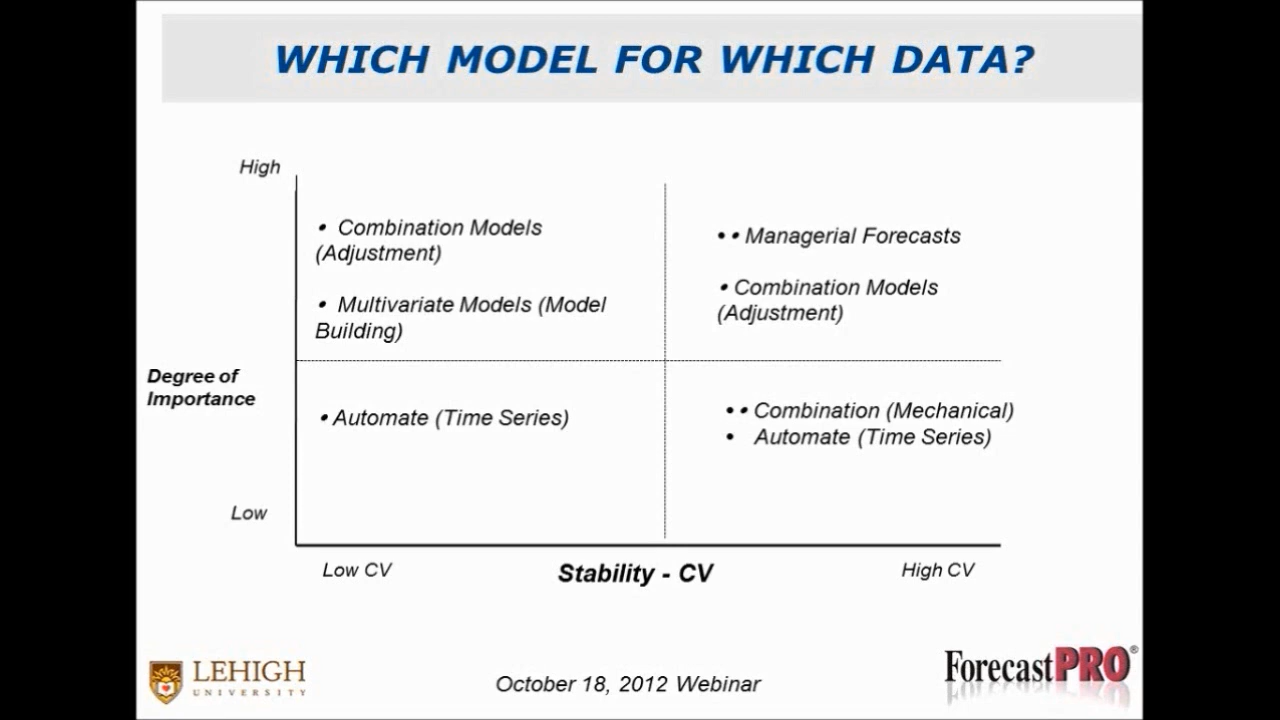 WHICH MODEL FOR WHICH DATA?
High
• Combination Models
(Adjustment)
• Multivariate Models (Model
Building)
• • Managerial Forecasts
• Combination Models
(Adjustment)
Degree of
Importance
• Automate (Time Series)
• • Combination (Mechanical)
• Automate (Time Series)
Low
Low CV
Stability - CV
High CV
LEHIGH
UNIVERSITY
October 18, 2012 Webinar
ForecastPRO®